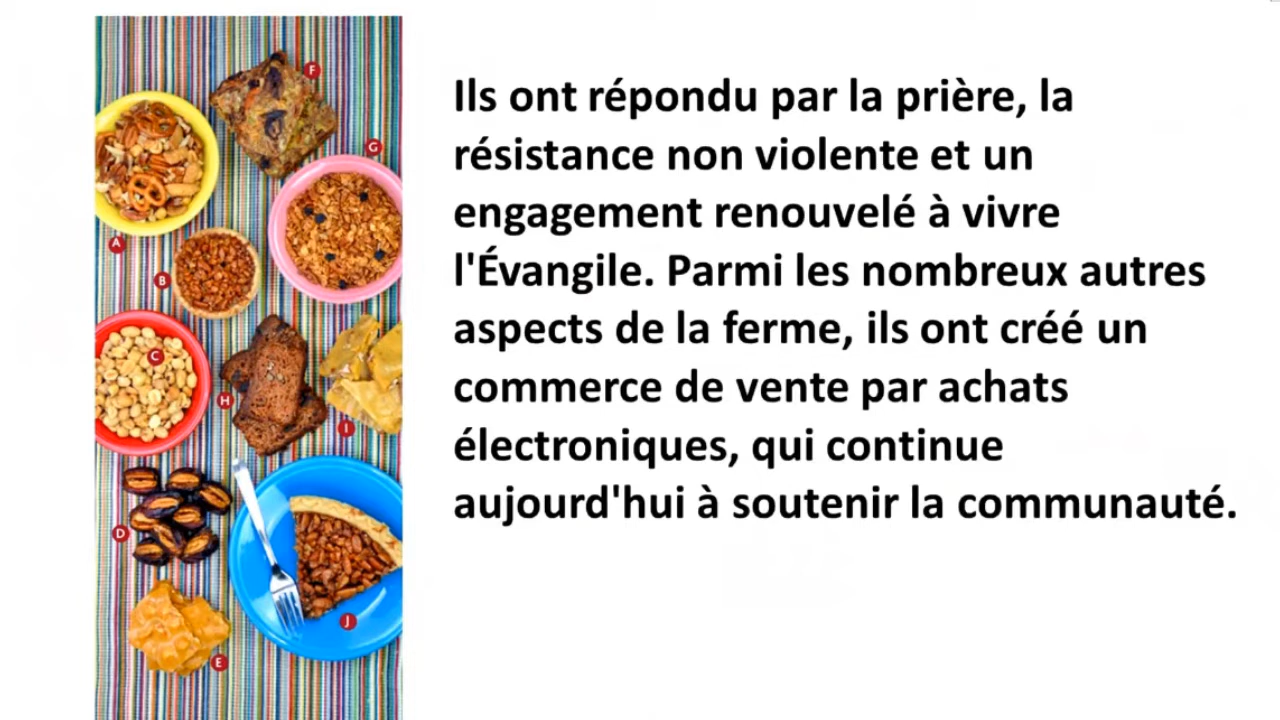 Ils ont répondu par la prière, la
résistance non violente et un
engagement renouvelé à vivre
l'Évangile. Parmi les nombreux autres
aspects de la ferme, ils ont créé un
commerce de vente par achats
électroniques, qui continue
aujourd'hui à soutenir la communauté.
F
G
A
B
C
H
I
D
J
E